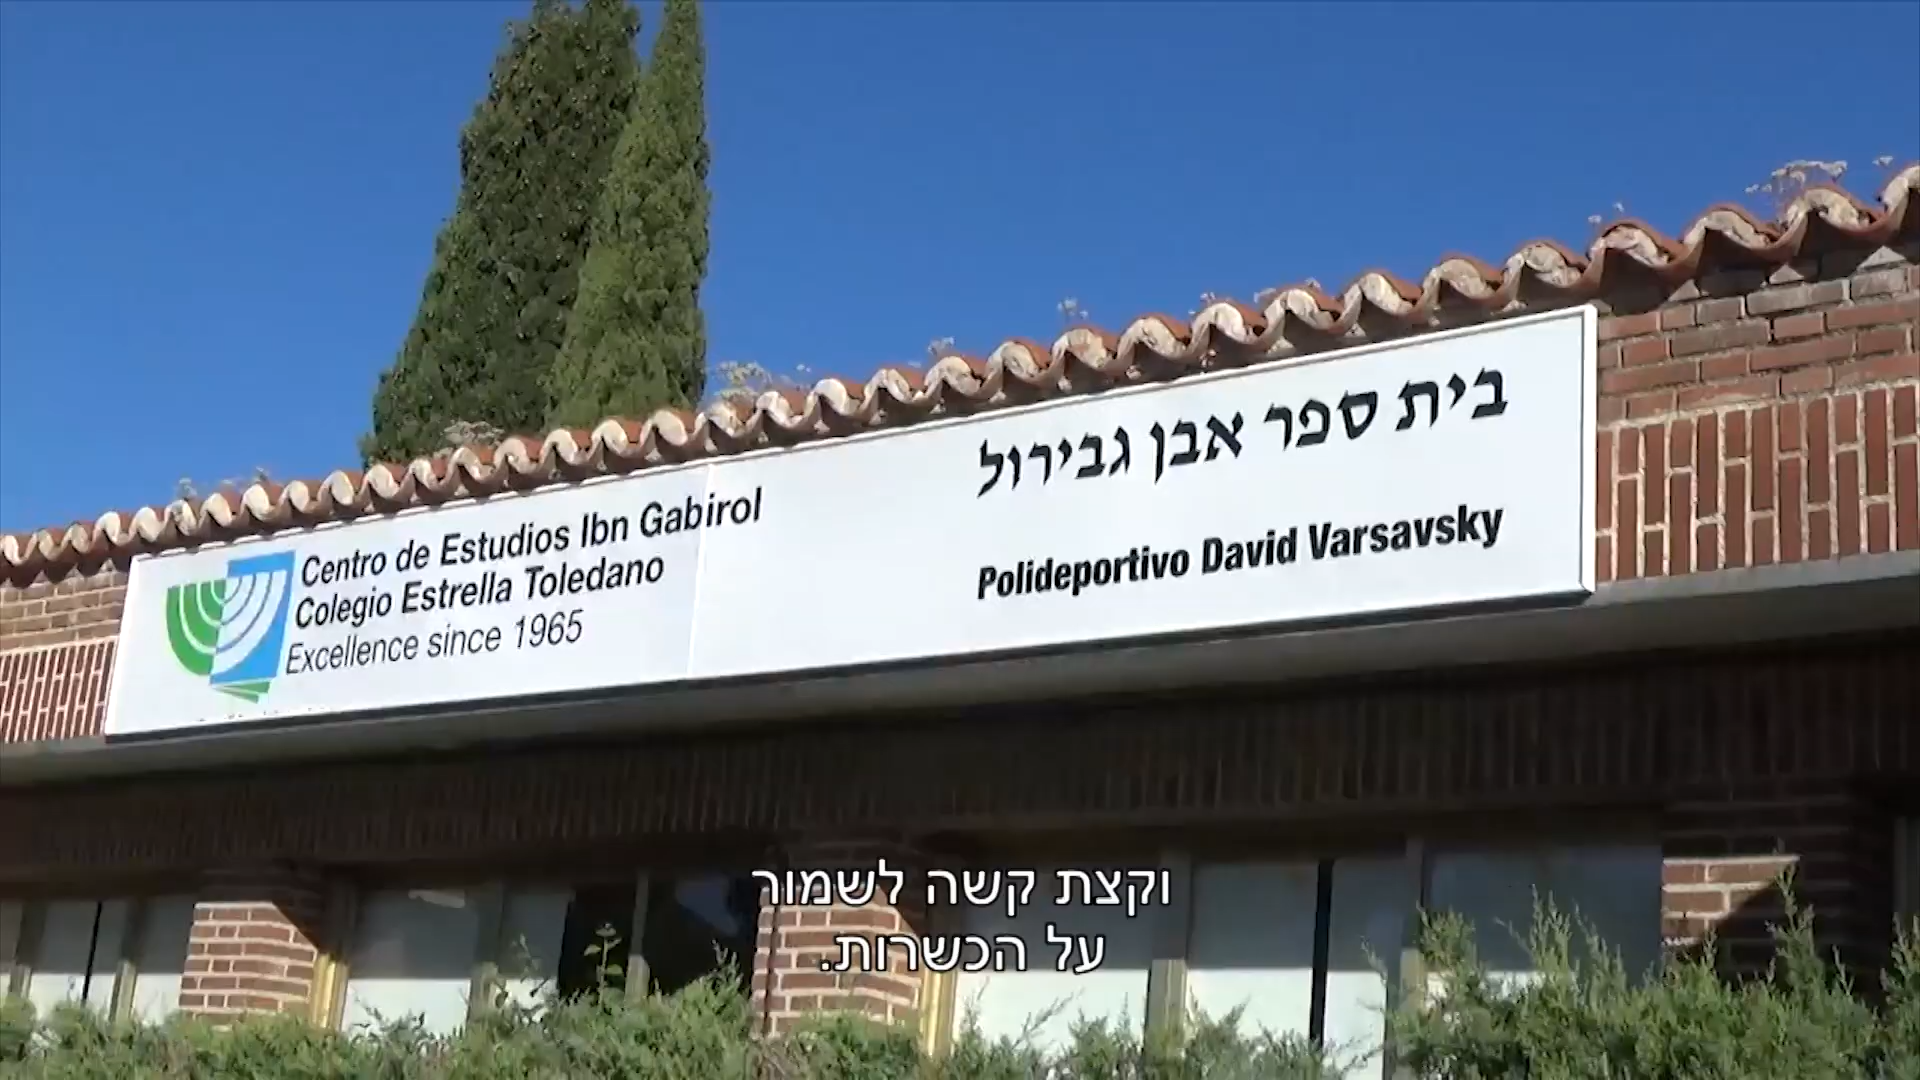 Centro de Estudios Ibn Gabirol
Colegio Estrella Toledano
Excellence since 1965
בית ספר אבן גבירול
Polideportivo David Varsavsky
וקצת קשה לשמור
על הכשרות.